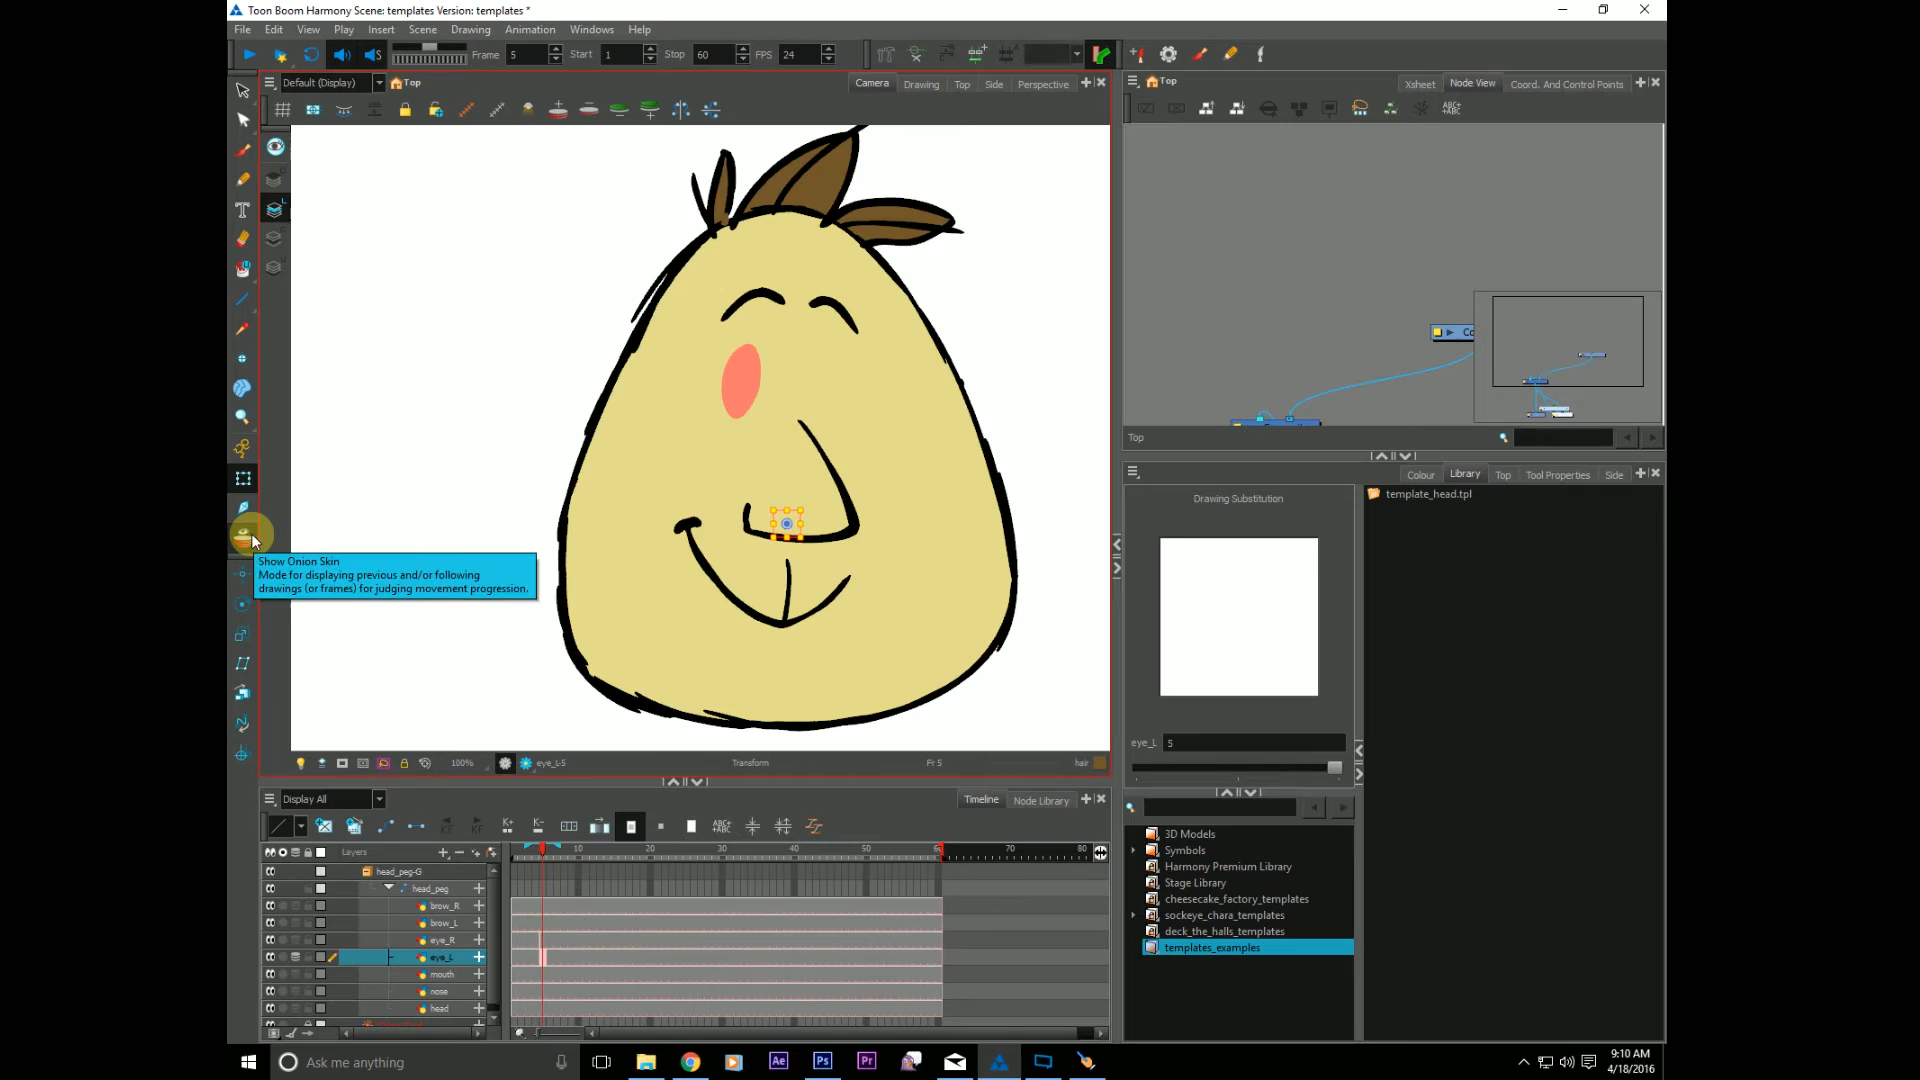 Toon Boom Harmony Scene: templates Version: templates *
File Edit View Play Insert Scene Drawing Animation Windows Help
Frame 5 Start 1 Stop 60 FPS 24
Default (Display) Top
Camera Drawing Top Side Perspective
Top
Xsheet Node View Coord. And Control Points
Show Onion Skin
Mode for displaying previous and/or following
drawings (or frames) for judging movement progression.
Top
Colour Library Top Tool Properties Side
Drawing Substitution
template_head.tpl
eye_L 5
100% eye_L-5 Transform Fr 5 hair
Display All
Timeline Node Library
Layers
10 20 30 40 50 70 80
head_peg-G
head_peg
brow_R
brow_L
eye_R
eye_L
mouth
nose
head
3D Models
Symbols
Harmony Premium Library
Stage Library
cheesecake_factory_templates
sockeye_chara_templates
deck_the_halls_templates
templates_examples
Ask me anything
Ae Ps Pr
9:10 AM
4/18/2016